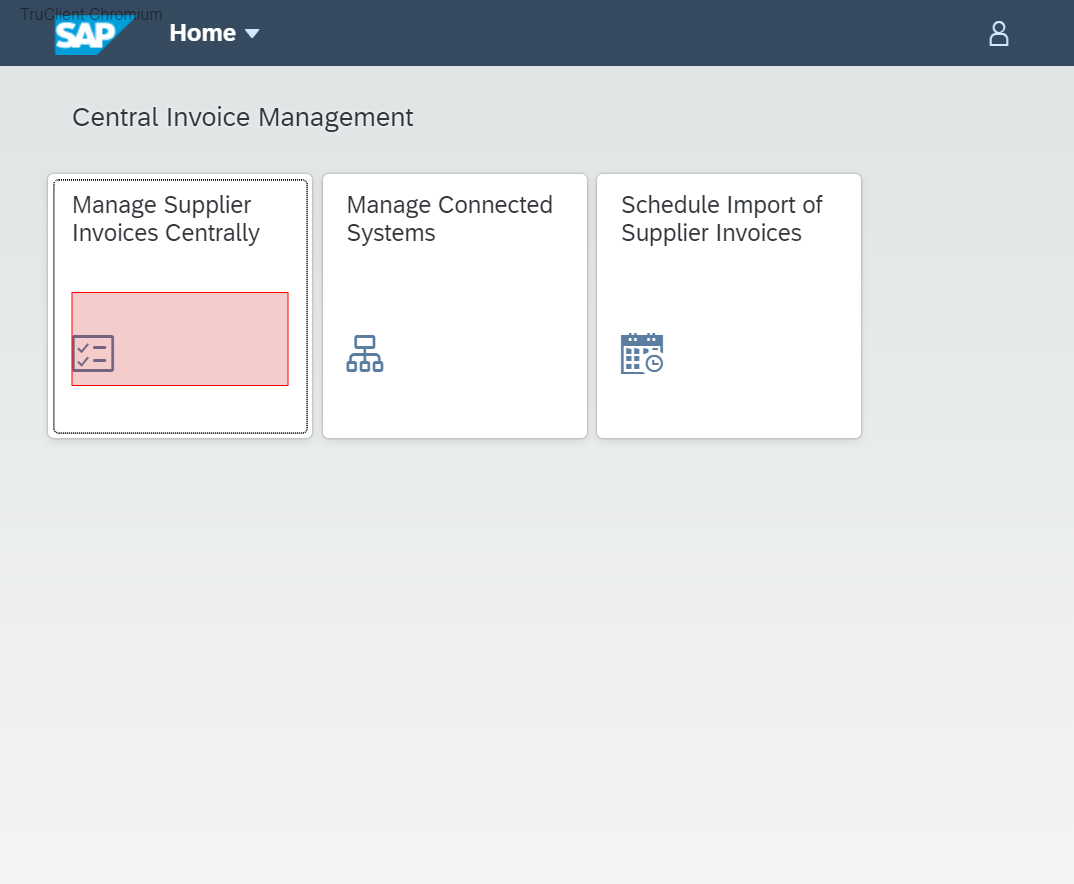 TruClient Chromium
SAP
Home
Central Invoice Management
Manage Supplier
Invoices Centrally
Manage Connected
Systems
Schedule Import of
Supplier Invoices